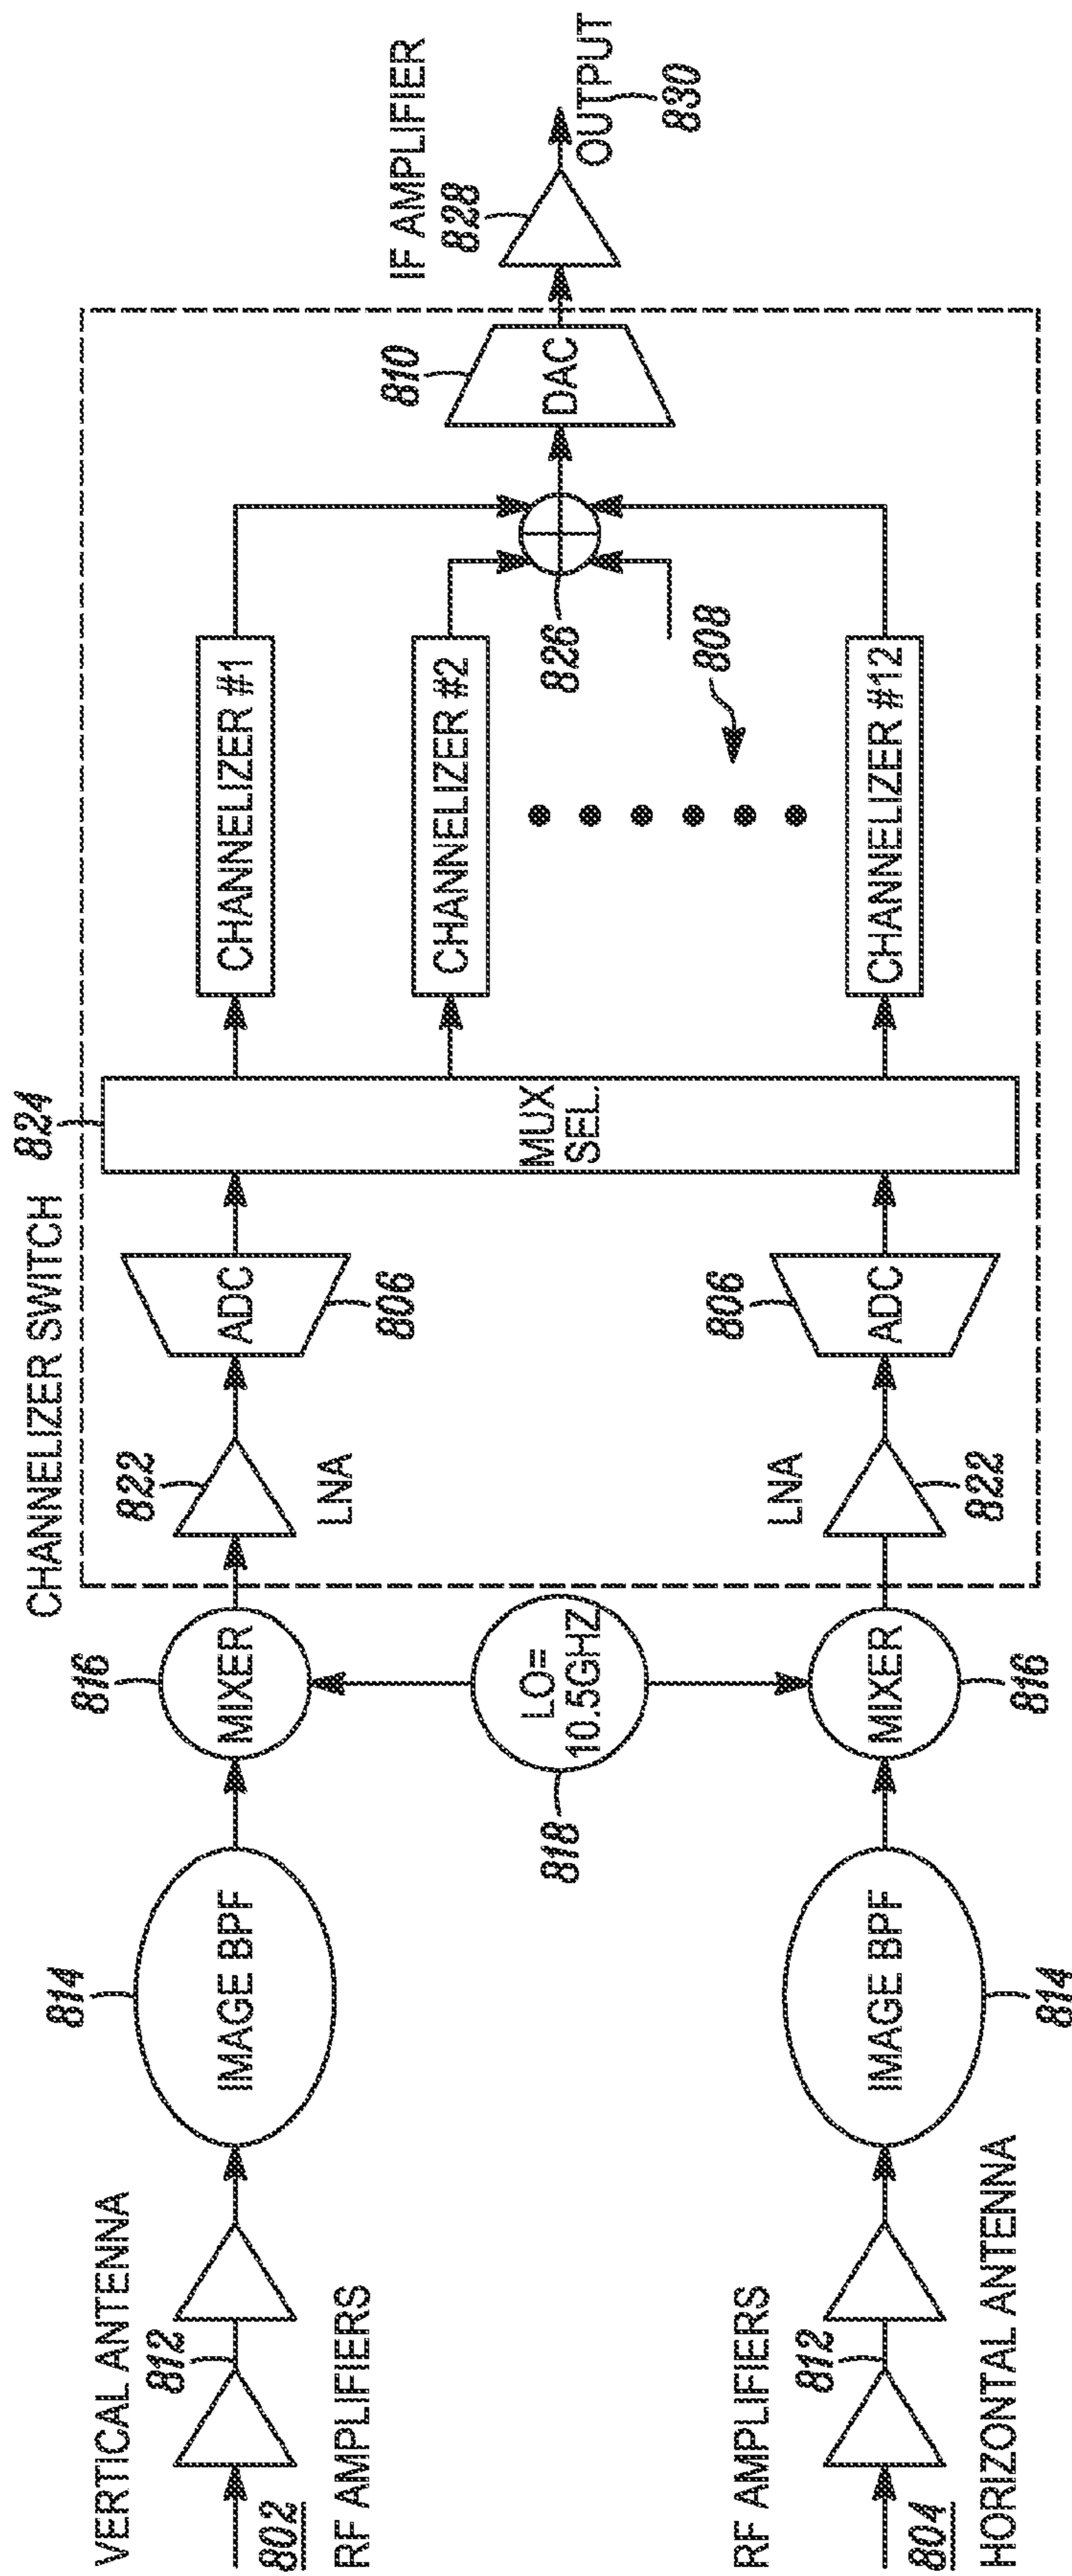 VERTICAL ANTENNA
802
812
RF AMPLIFIERS
814
IMAGE BPF
816
MIXER
CHANNELIZER SWITCH
822
LNA
ADC
806
824
MUX
SEL.
CHANNELIZER #1
CHANNELIZER #2
CHANNELIZER #12
808
826
810
DAC
IF AMPLIFIER
828
OUTPUT
830
LO=
10.5GHZ
818
RF AMPLIFIERS
812
804
HORIZONTAL ANTENNA
IMAGE BPF
814
MIXER
816
LNA
822
806
ADC